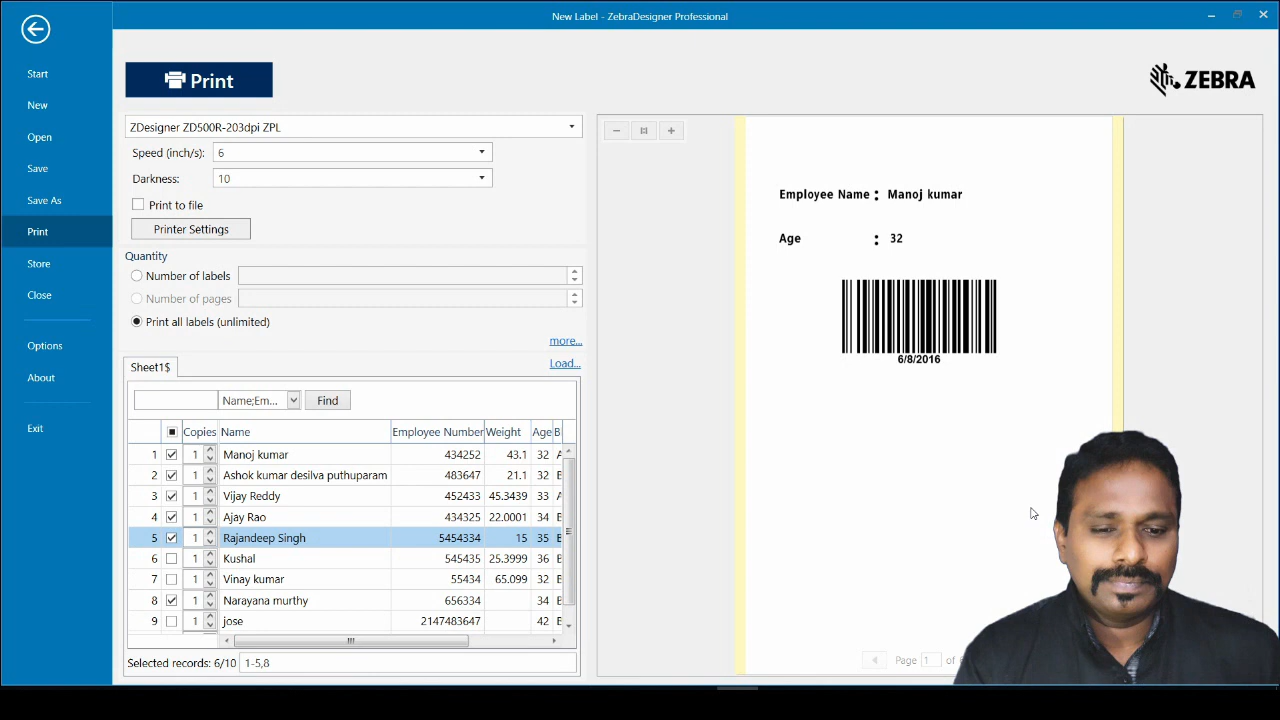 New Label - ZebraDesigner Professional
Start
New
Open
Save
Save As
Print
Store
Close
Options
About
Exit
Print
ZDesigner ZD500R-203dpi ZPL
Speed (inch/s): 6
Darkness: 10
Print to file
Printer Settings
Quantity
Number of labels
Number of pages
Print all labels (unlimited)
more...
Load...
Sheet1$
Name;Em... Find
Copies Name Employee Number Weight Age B
1 1 Manoj kumar 434252 43.1 32 A
2 1 Ashok kumar desilva puthuparam 483647 21.1 32 B
3 1 Vijay Reddy 452433 45.3439 33 A
4 1 Ajay Rao 434325 22.0001 34 B
5 1 Rajandeep Singh 5454334 15 35 B
6 1 Kushal 545435 25.3999 36 B
7 1 Vinay kumar 55434 65.099 32 B
8 1 Narayana murthy 656334 34 B
9 1 jose 2147483647 42 B
Selected records: 6/10 1-5,8
ZEBRA
Employee Name : Manoj kumar
Age : 32
6/8/2016
Page 1 of